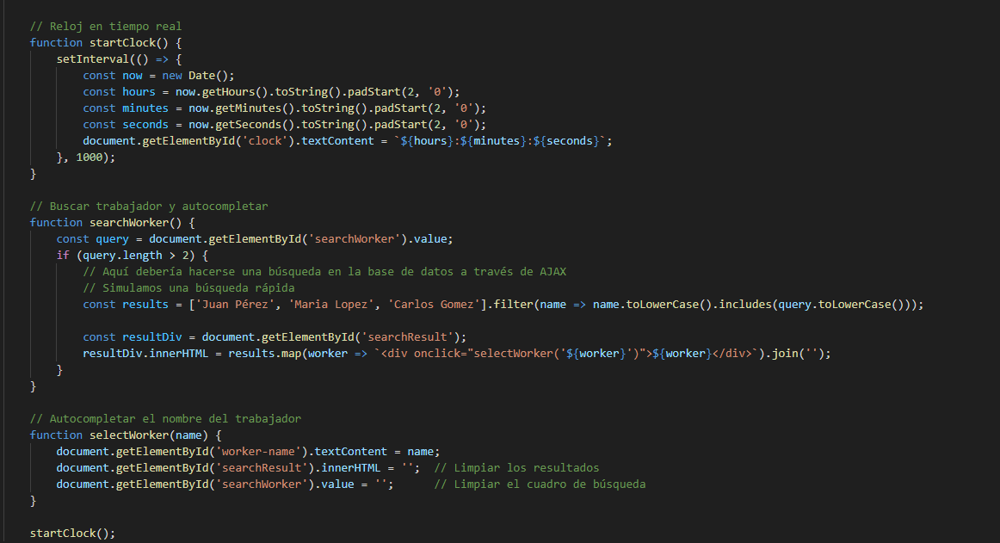 // Reloj en tiempo real
function startClock() {
    setInterval(() => {
        const now = new Date();
        const hours = now.getHours().toString().padStart(2, '0');
        const minutes = now.getMinutes().toString().padStart(2, '0');
        const seconds = now.getSeconds().toString().padStart(2, '0');
        document.getElementById('clock').textContent = `${hours}:${minutes}:${seconds}`;
    }, 1000);
}

// Buscar trabajador y autocompletar
function searchWorker() {
    const query = document.getElementById('searchWorker').value;
    if (query.length > 2) {
        // Aquí debería hacerse una búsqueda en la base de datos a través de AJAX
        // Simulamos una búsqueda rápida
        const results = ['Juan Pérez', 'Maria Lopez', 'Carlos Gomez'].filter(name => name.toLowerCase().includes(query.toLowerCase()));

        const resultDiv = document.getElementById('searchResult');
        resultDiv.innerHTML = results.map(worker => `<div onclick="selectWorker('${worker}')">${worker}</div>`).join('');
    }
}

// Autocompletar el nombre del trabajador
function selectWorker(name) {
    document.getElementById('worker-name').textContent = name;
    document.getElementById('searchResult').innerHTML = '';  // Limpiar los resultados
    document.getElementById('searchWorker').value = '';      // Limpiar el cuadro de búsqueda
}

startClock();